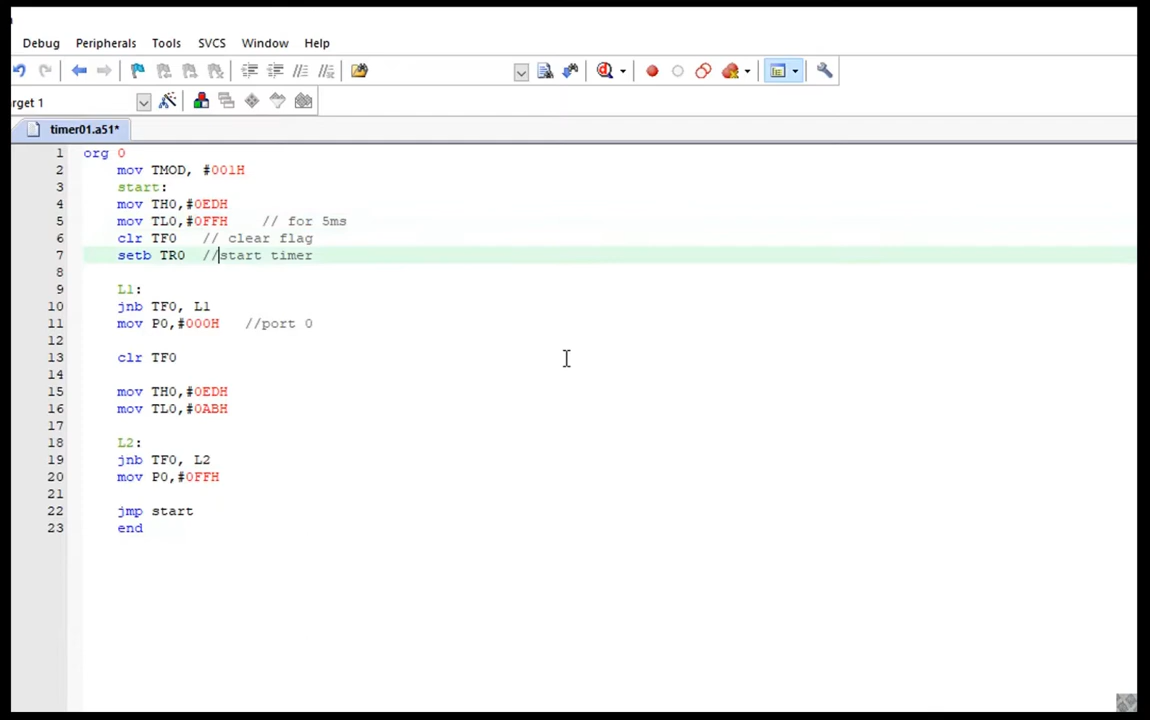 Debug Peripherals Tools SVCS Window Help
rget 1
timer01.a51*
1 org 0
2 mov TMOD, #001H
3 start:
4 mov TH0,#0EDH
5 mov TL0,#0FFH // for 5ms
6 clr TF0 // clear flag
7 setb TR0 //start timer
8
9 L1:
10 jnb TF0, L1
11 mov P0,#000H //port 0
12
13 clr TF0
14
15 mov TH0,#0EDH
16 mov TL0,#0ABH
17
18 L2:
19 jnb TF0, L2
20 mov P0,#0FFH
21
22 jmp start
23 end